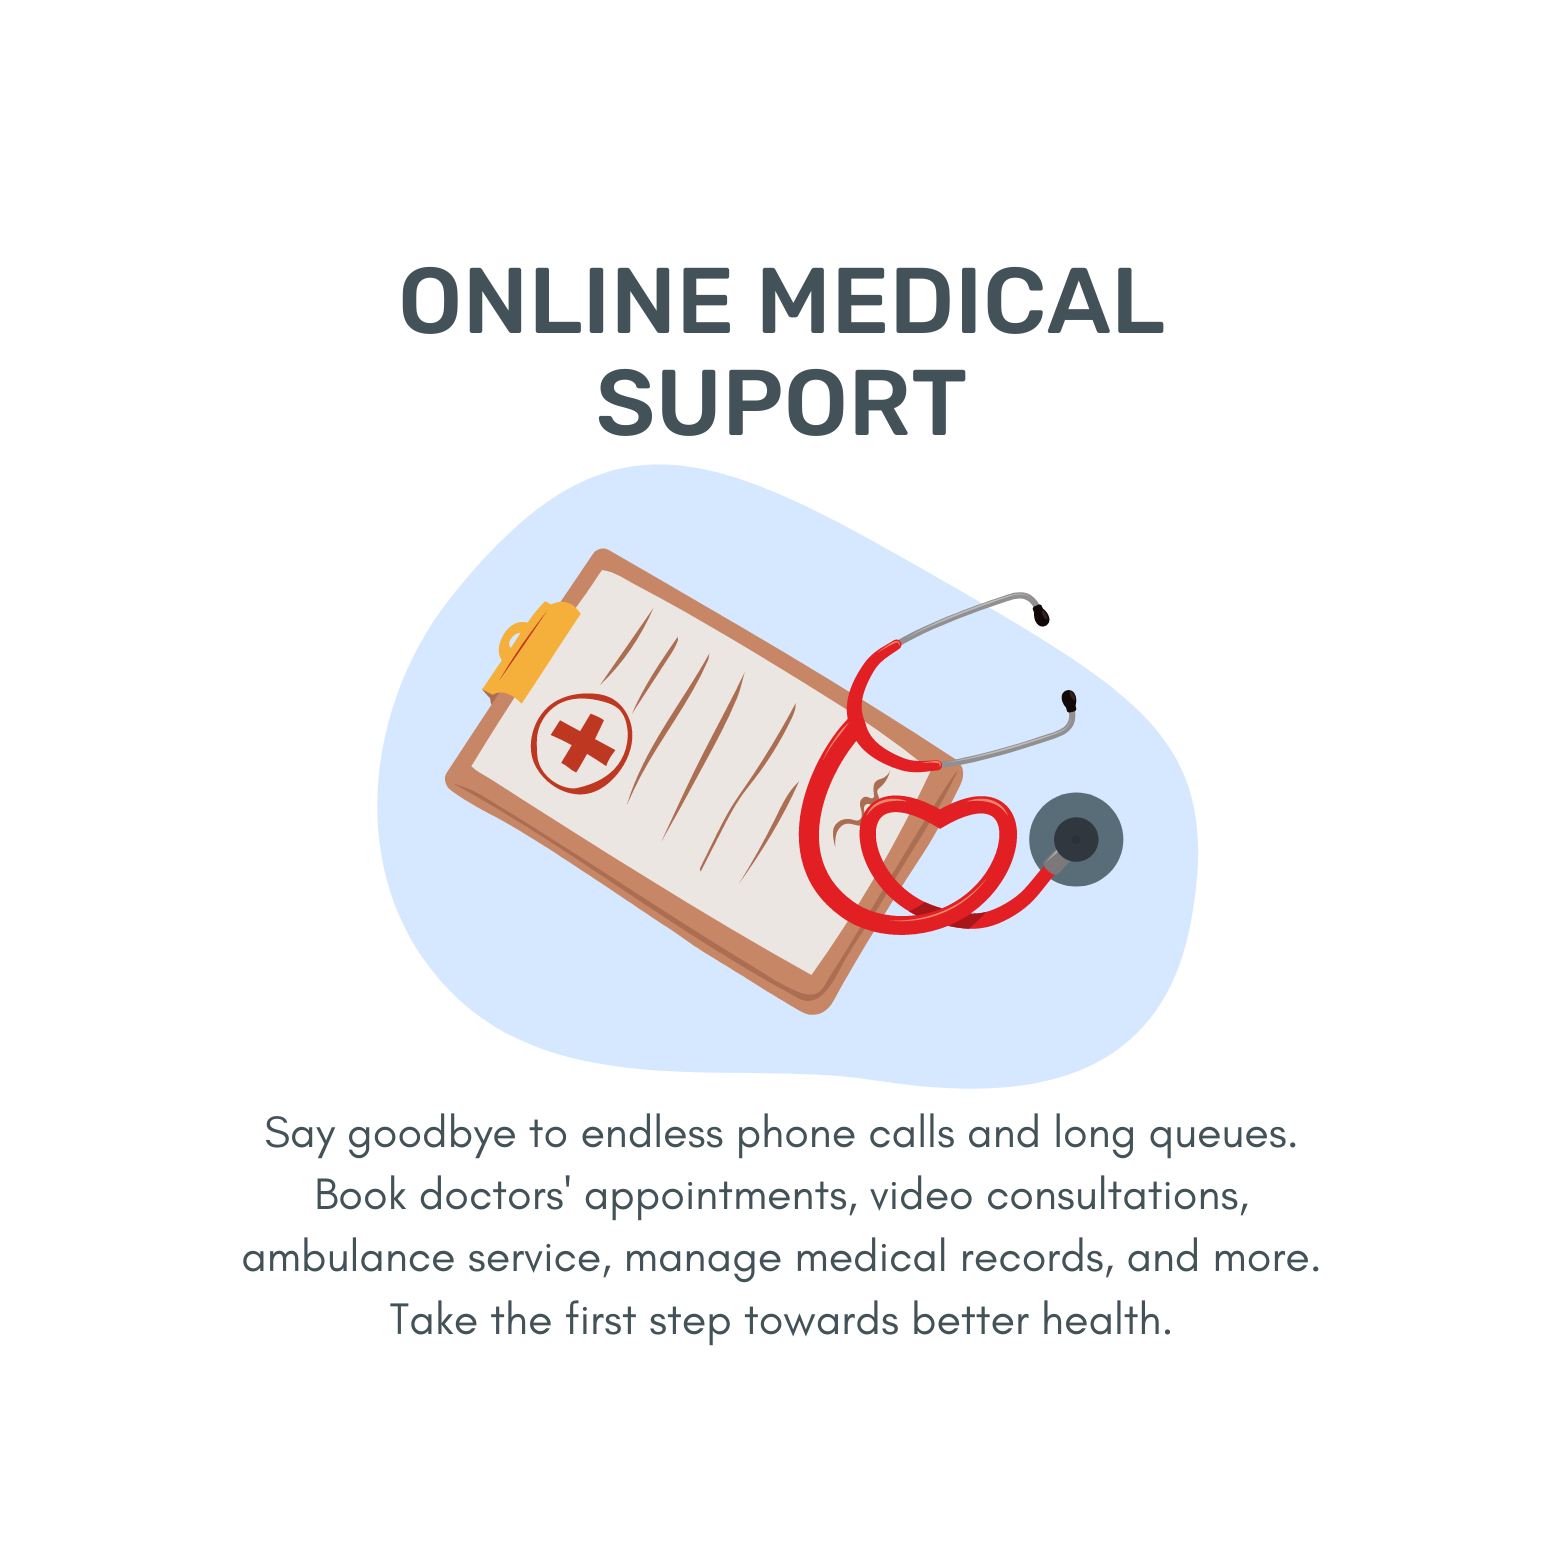 ONLINE MEDICAL
SUPORT
Say goodbye to endless phone calls and long queues.
Book doctors' appointments, video consultations,
ambulance service, manage medical records, and more.
Take the first step towards better health.